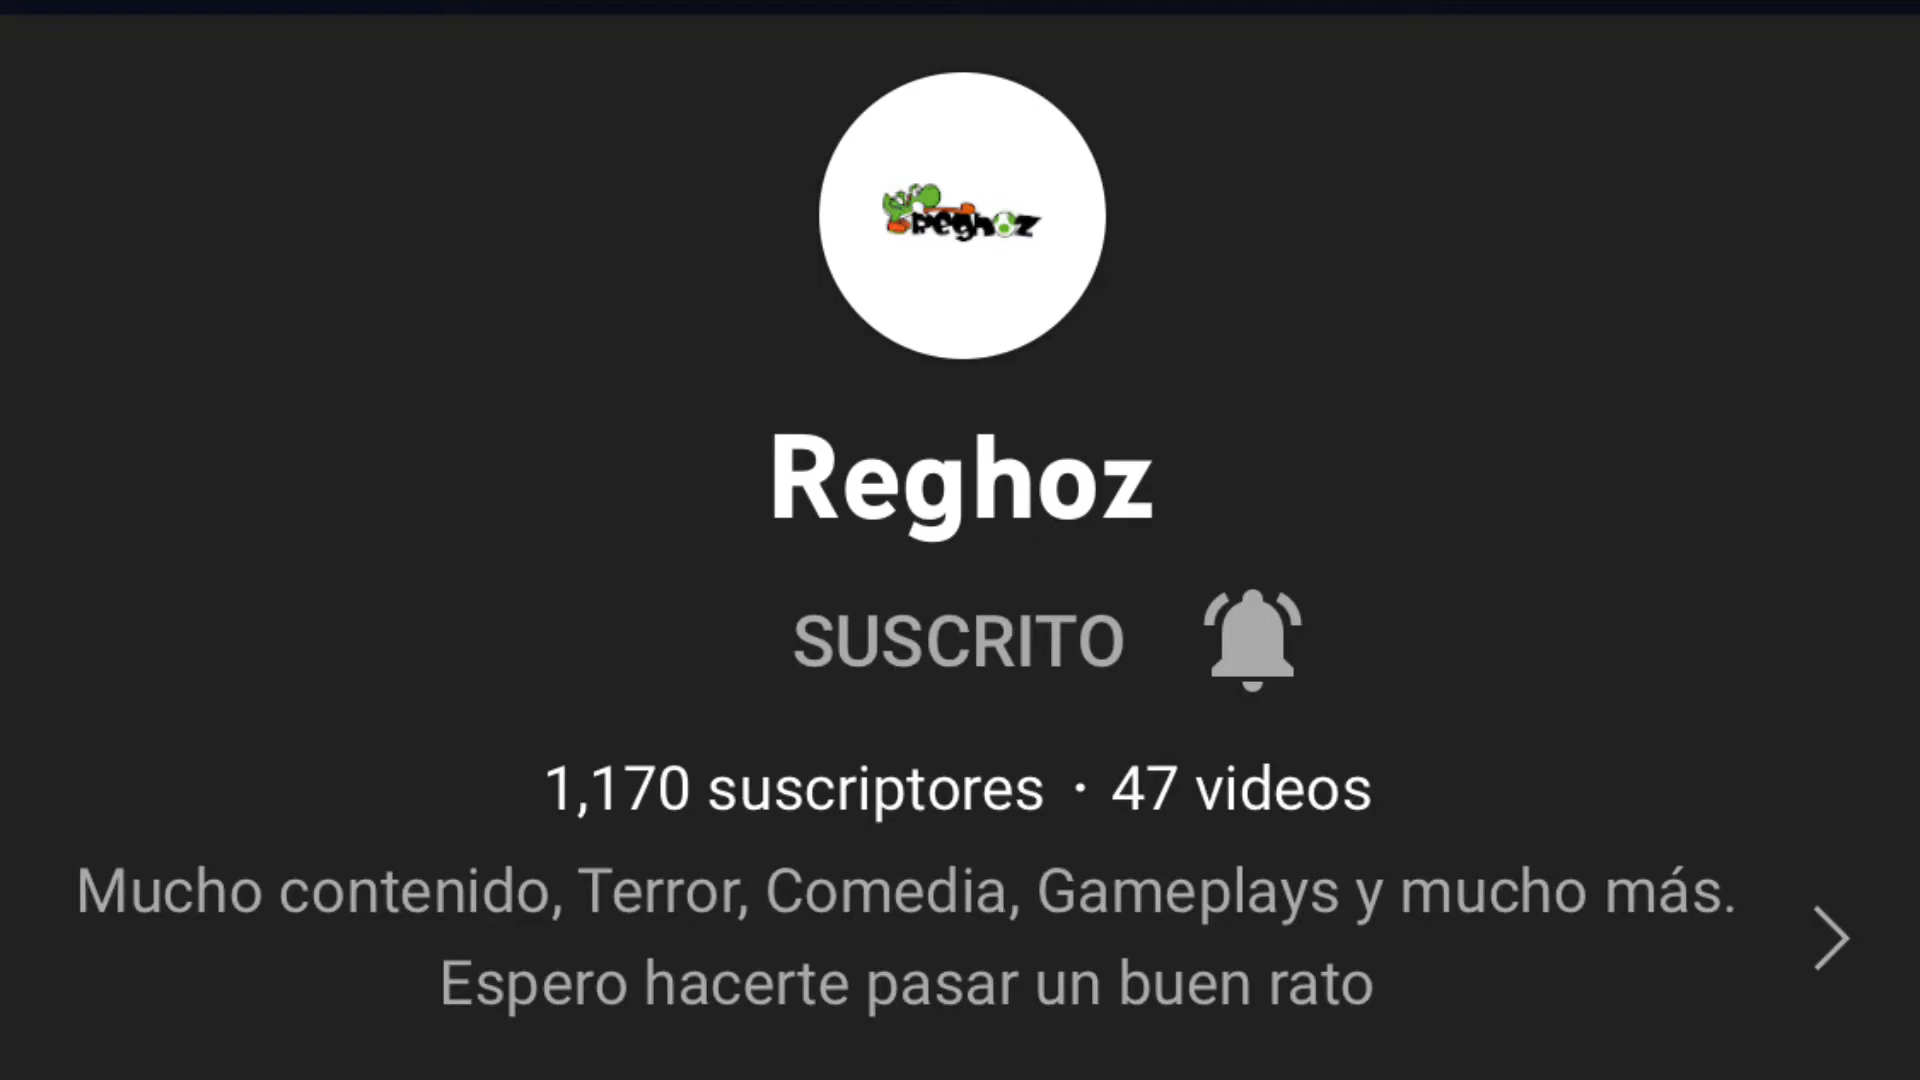 Reghoz
Reghoz
SUSCRITO
1,170 suscriptores · 47 videos
Mucho contenido, Terror, Comedia, Gameplays y mucho más.
Espero hacerte pasar un buen rato